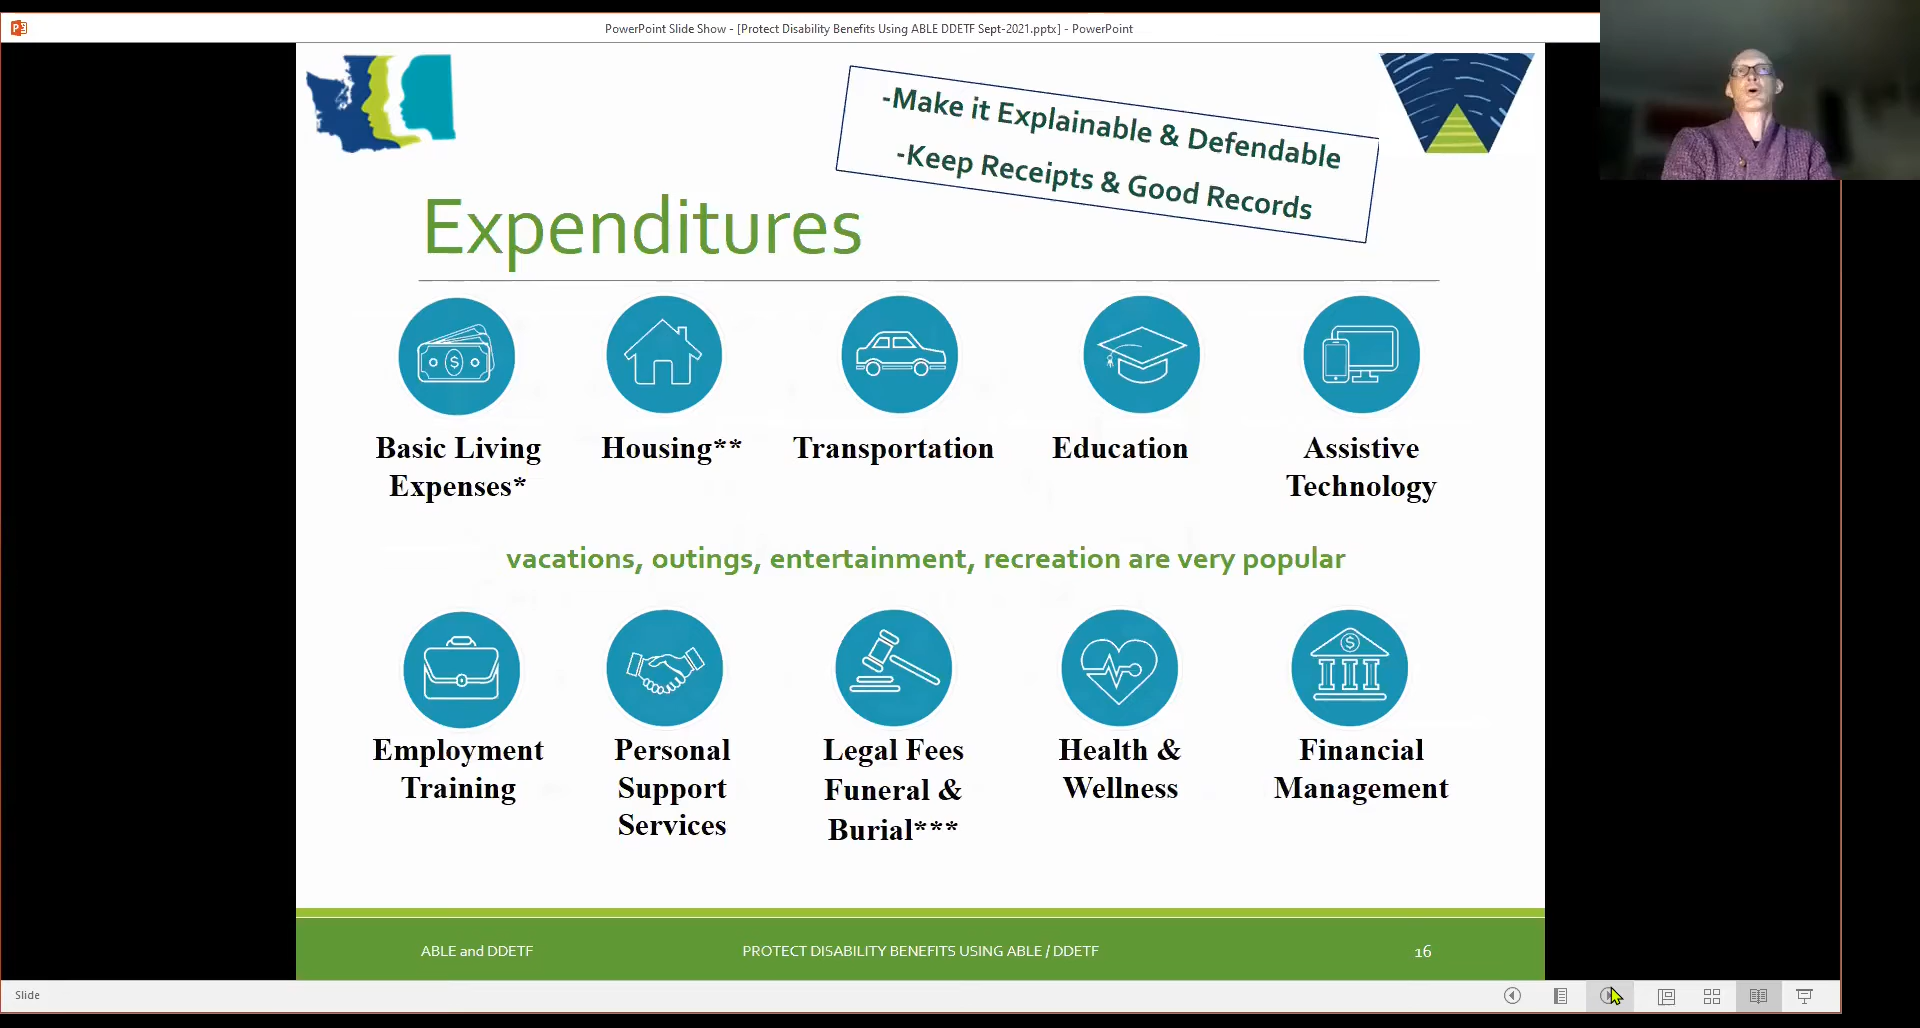 PowerPoint Slide Show - [Protect Disability Benefits Using ABLE DDETF Sept-2021.pptx] - PowerPoint
-Make it Explainable & Defendable
-Keep Receipts & Good Records
Expenditures
Basic Living
Expenses*
Housing**
Transportation
Education
Assistive
Technology
vacations, outings, entertainment, recreation are very popular
Employment
Training
Personal
Support
Services
Legal Fees
Funeral &
Burial***
Health &
Wellness
Financial
Management
ABLE and DDETF
PROTECT DISABILITY BENEFITS USING ABLE / DDETF
16
Slide